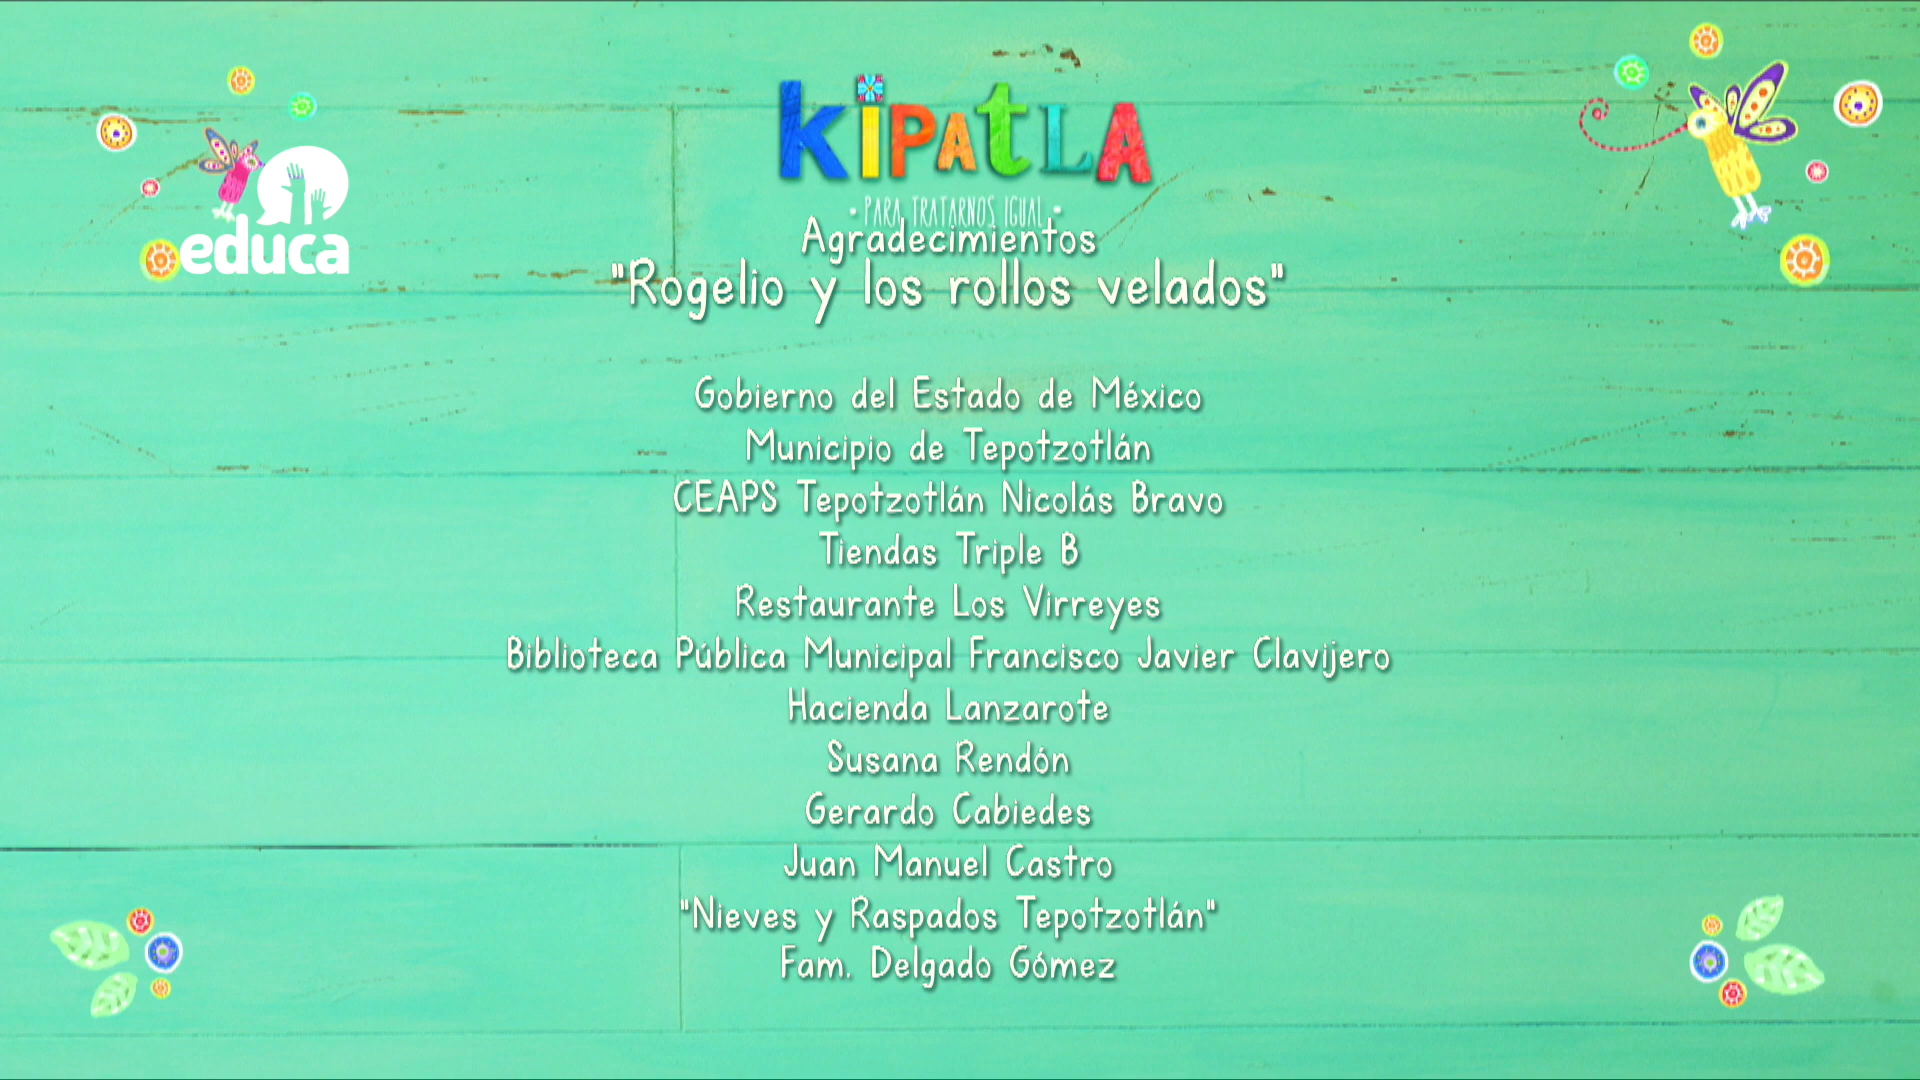 KIPATLA
• PARA TRATARNOS IGUAL •
educa
Agradecimientos
"Rogelio y los rollos velados"
Gobierno del Estado de México
Municipio de Tepotzotlán
CEAPS Tepotzotlán Nicolás Bravo
Tiendas Triple B
Restaurante Los Virreyes
Biblioteca Pública Municipal Francisco Javier Clavijero
Hacienda Lanzarote
Susana Rendón
Gerardo Cabiedes
Juan Manuel Castro
"Nieves y Raspados Tepotzotlán"
Fam. Delgado Gómez